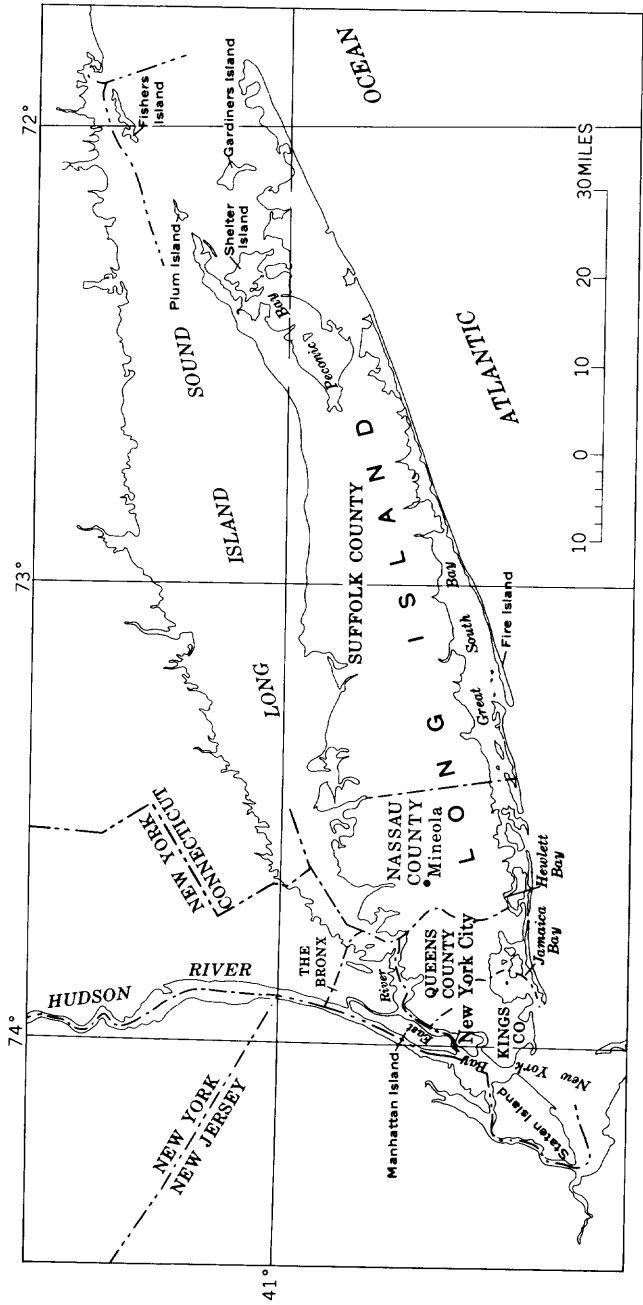 74°
73°
72°
41°
HUDSON
RIVER
NEW YORK
NEW JERSEY
NEW YORK
CONNECTICUT
THE
BRONX
LONG
ISLAND
SOUND
Plum Island
Fishers
Island
Gardiners Island
Shelter
Island
Peconic
Bay
SUFFOLK COUNTY
NASSAU
COUNTY
Mineola
LONG ISLAND
Manhattan Island
East
River
QUEENS
COUNTY
New York City
KINGS
CO.
New York
Bay
Staten Island
Jamaica
Bay
Hewlett
Bay
Great
South
Bay
Fire Island
ATLANTIC
OCEAN
10
0
10
20
30 MILES